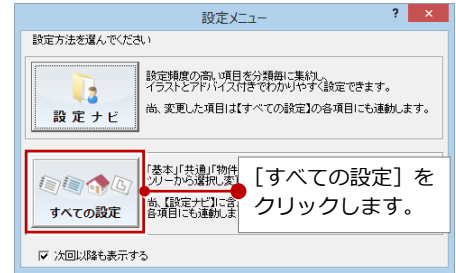 設定メニュー
?
×
設定方法を選んでください
設定ナビ
設定頻度の高い項目を分類毎に集約し、
イラストとアドバイス付きでわかりやすく設定できます。
尚、変更した項目は【すべての設定】の各項目にも連動します。
すべての設定
「基本」「共通」「物件
ツリーから選択し変更
尚、【設定ナビ】に含
各項目にも連動しま
[すべての設定] を
クリックします。
次回以降も表示する